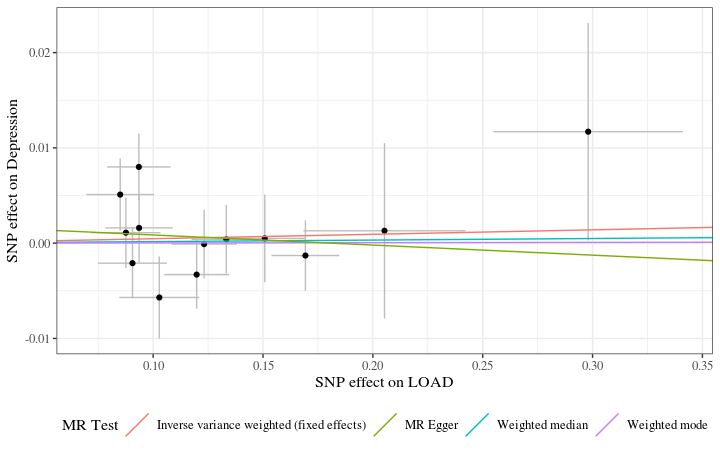 SNP effect on Depression
0.02
0.01
0.00
-0.01
0.10 0.15 0.20 0.25 0.30 0.35
SNP effect on LOAD
MR Test Inverse variance weighted (fixed effects) MR Egger Weighted median Weighted mode